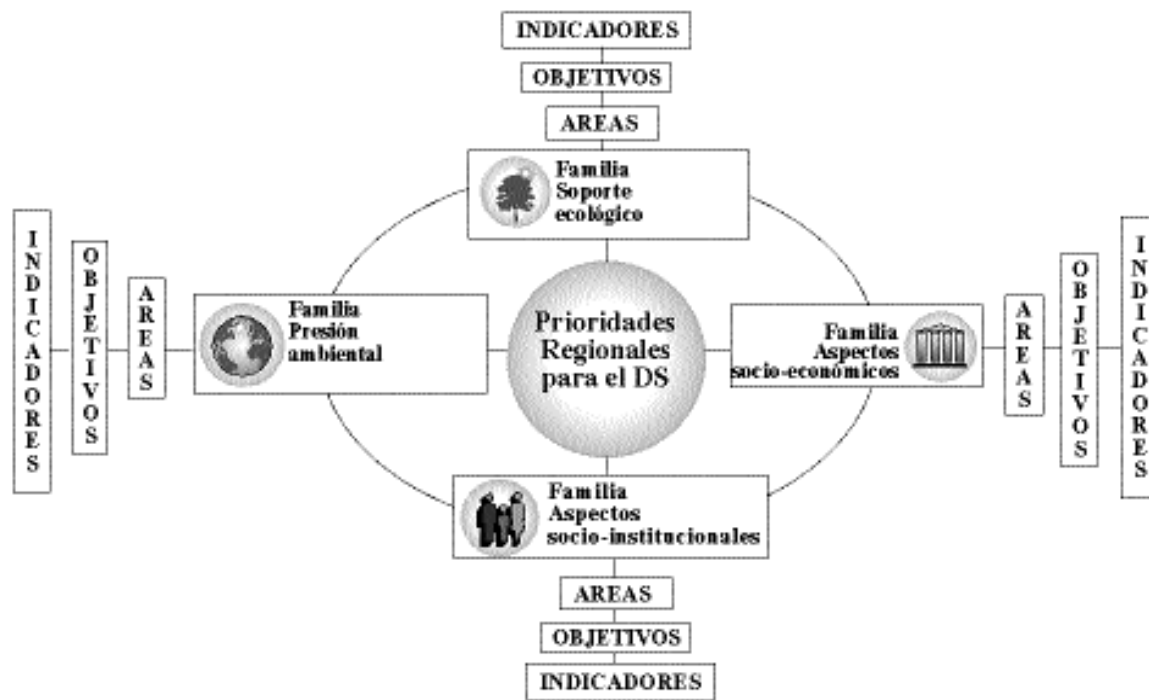 INDICADORES
OBJETIVOS
AREAS
Familia
Soporte
ecológico
INDICADORES
OBJETIVOS
AREAS
Familia
Presión
ambiental
Prioridades
Regionales
para el DS
Familia
Aspectos
socio-económicos
AREAS
OBJETIVOS
INDICADORES
Familia
Aspectos
socio-institucionales
AREAS
OBJETIVOS
INDICADORES